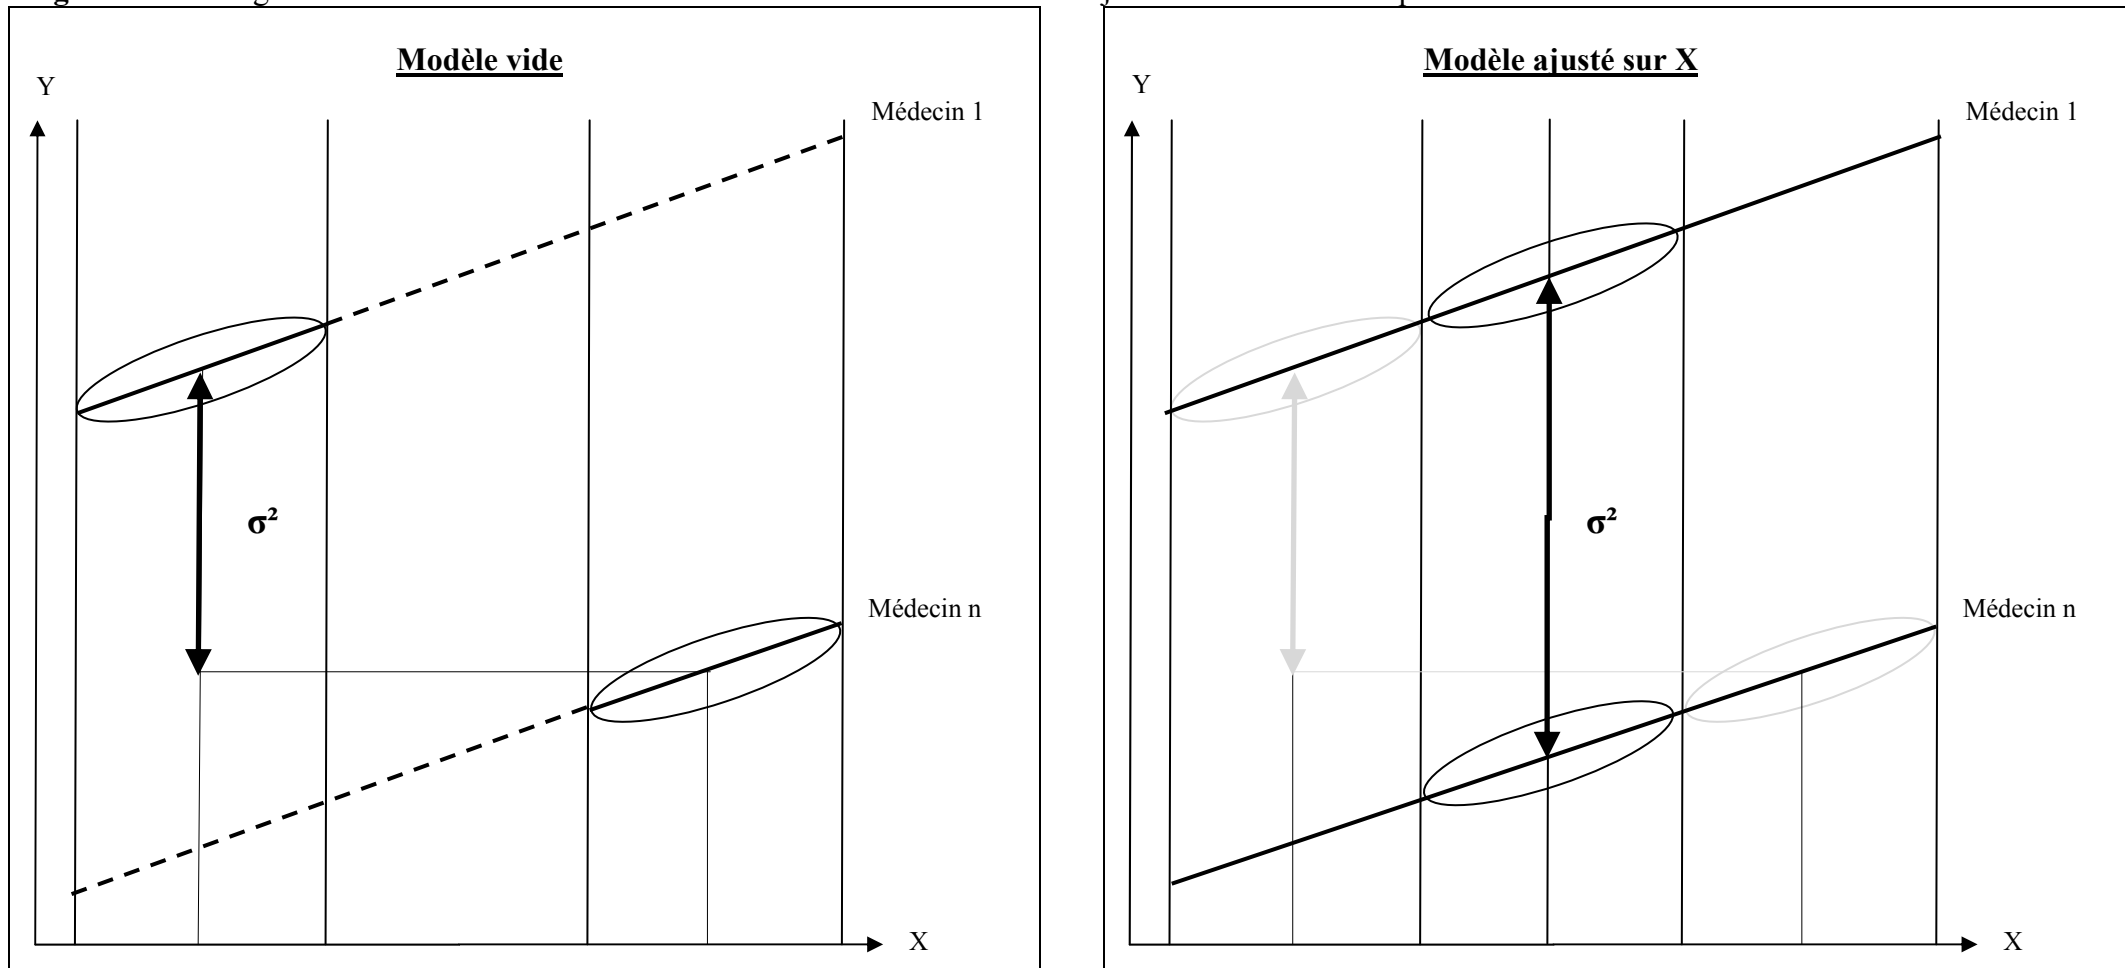 Modèle vide
Y
Médecin 1
σ²
Médecin n
X
Modèle ajusté sur X
Y
Médecin 1
σ²
Médecin n
X